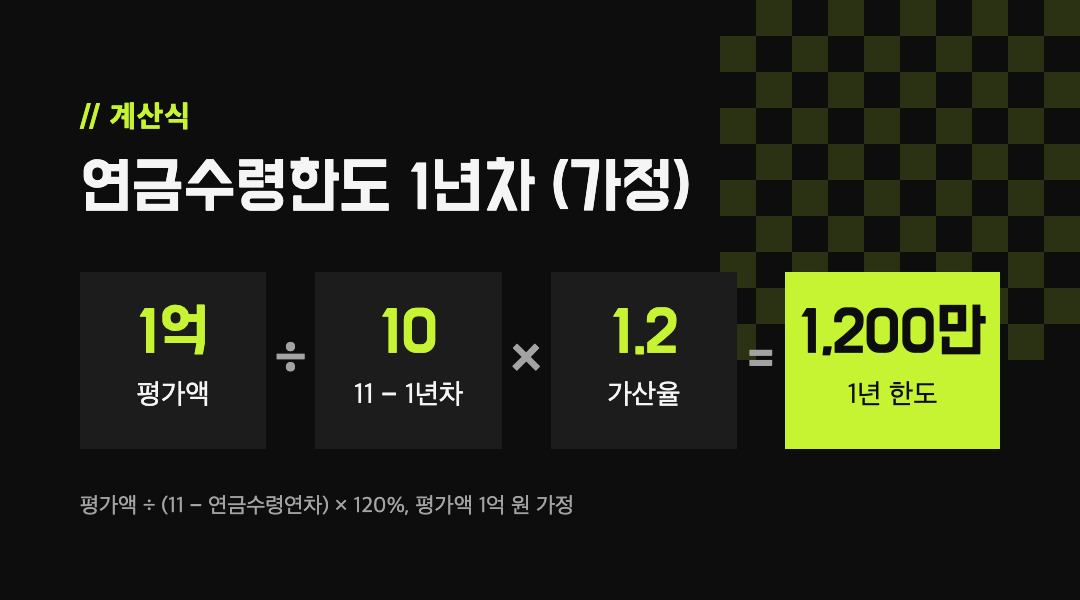 // 계산식
연금수령한도 1년차 (가정)
1억 ÷ 10 × 1.2 = 1,200만
평가액 11 – 1년차 가산율 1년 한도
평가액 ÷ (11 – 연금수령연차) × 120%, 평가액 1억 원 가정